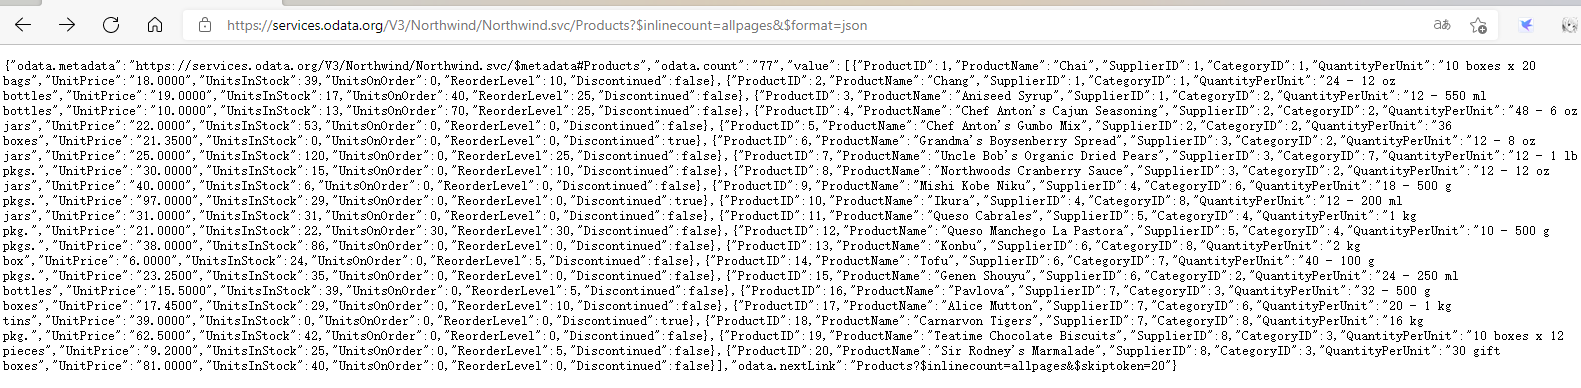 https://services.odata.org/V3/Northwind/Northwind.svc/Products?$inlinecount=allpages&$format=json
{"odata.metadata":"https://services.odata.org/V3/Northwind/Northwind.svc/$metadata#Products","odata.count":"77","value":[{"ProductID":1,"ProductName":"Chai","SupplierID":1,"CategoryID":1,"QuantityPerUnit":"10 boxes x 20
bags","UnitPrice":"18.0000","UnitsInStock":39,"UnitsOnOrder":0,"ReorderLevel":10,"Discontinued":false},{"ProductID":2,"ProductName":"Chang","SupplierID":1,"CategoryID":1,"QuantityPerUnit":"24 - 12 oz
bottles","UnitPrice":"19.0000","UnitsInStock":17,"UnitsOnOrder":40,"ReorderLevel":25,"Discontinued":false},{"ProductID":3,"ProductName":"Aniseed Syrup","SupplierID":1,"CategoryID":2,"QuantityPerUnit":"12 - 550 ml
bottles","UnitPrice":"10.0000","UnitsInStock":13,"UnitsOnOrder":70,"ReorderLevel":25,"Discontinued":false},{"ProductID":4,"ProductName":"Chef Anton's Cajun Seasoning","SupplierID":2,"CategoryID":2,"QuantityPerUnit":"48 - 6 oz
jars","UnitPrice":"22.0000","UnitsInStock":53,"UnitsOnOrder":0,"ReorderLevel":0,"Discontinued":false},{"ProductID":5,"ProductName":"Chef Anton's Gumbo Mix","SupplierID":2,"CategoryID":2,"QuantityPerUnit":"36
boxes","UnitPrice":"21.3500","UnitsInStock":0,"UnitsOnOrder":0,"ReorderLevel":0,"Discontinued":true},{"ProductID":6,"ProductName":"Grandma's Boysenberry Spread","SupplierID":3,"CategoryID":2,"QuantityPerUnit":"12 - 8 oz
jars","UnitPrice":"25.0000","UnitsInStock":120,"UnitsOnOrder":0,"ReorderLevel":25,"Discontinued":false},{"ProductID":7,"ProductName":"Uncle Bob's Organic Dried Pears","SupplierID":3,"CategoryID":7,"QuantityPerUnit":"12 - 1 lb
pkgs.","UnitPrice":"30.0000","UnitsInStock":15,"UnitsOnOrder":0,"ReorderLevel":10,"Discontinued":false},{"ProductID":8,"ProductName":"Northwoods Cranberry Sauce","SupplierID":3,"CategoryID":2,"QuantityPerUnit":"12 - 12 oz
jars","UnitPrice":"40.0000","UnitsInStock":6,"UnitsOnOrder":0,"ReorderLevel":0,"Discontinued":false},{"ProductID":9,"ProductName":"Mishi Kobe Niku","SupplierID":4,"CategoryID":6,"QuantityPerUnit":"18 - 500 g
pkgs.","UnitPrice":"97.0000","UnitsInStock":29,"UnitsOnOrder":0,"ReorderLevel":0,"Discontinued":true},{"ProductID":10,"ProductName":"Ikura","SupplierID":4,"CategoryID":8,"QuantityPerUnit":"12 - 200 ml
jars","UnitPrice":"31.0000","UnitsInStock":31,"UnitsOnOrder":0,"ReorderLevel":0,"Discontinued":false},{"ProductID":11,"ProductName":"Queso Cabrales","SupplierID":5,"CategoryID":4,"QuantityPerUnit":"1 kg
pkg.","UnitPrice":"21.0000","UnitsInStock":22,"UnitsOnOrder":30,"ReorderLevel":30,"Discontinued":false},{"ProductID":12,"ProductName":"Queso Manchego La Pastora","SupplierID":5,"CategoryID":4,"QuantityPerUnit":"10 - 500 g
pkgs.","UnitPrice":"38.0000","UnitsInStock":86,"UnitsOnOrder":0,"ReorderLevel":0,"Discontinued":false},{"ProductID":13,"ProductName":"Konbu","SupplierID":6,"CategoryID":8,"QuantityPerUnit":"2 kg
box","UnitPrice":"6.0000","UnitsInStock":24,"UnitsOnOrder":0,"ReorderLevel":5,"Discontinued":false},{"ProductID":14,"ProductName":"Tofu","SupplierID":6,"CategoryID":7,"QuantityPerUnit":"40 - 100 g
pkgs.","UnitPrice":"23.2500","UnitsInStock":35,"UnitsOnOrder":0,"ReorderLevel":0,"Discontinued":false},{"ProductID":15,"ProductName":"Genen Shouyu","SupplierID":6,"CategoryID":2,"QuantityPerUnit":"24 - 250 ml
bottles","UnitPrice":"15.5000","UnitsInStock":39,"UnitsOnOrder":0,"ReorderLevel":5,"Discontinued":false},{"ProductID":16,"ProductName":"Pavlova","SupplierID":7,"CategoryID":3,"QuantityPerUnit":"32 - 500 g
boxes","UnitPrice":"17.4500","UnitsInStock":29,"UnitsOnOrder":0,"ReorderLevel":10,"Discontinued":false},{"ProductID":17,"ProductName":"Alice Mutton","SupplierID":7,"CategoryID":6,"QuantityPerUnit":"20 - 1 kg
tins","UnitPrice":"39.0000","UnitsInStock":0,"UnitsOnOrder":0,"ReorderLevel":0,"Discontinued":true},{"ProductID":18,"ProductName":"Carnarvon Tigers","SupplierID":7,"CategoryID":8,"QuantityPerUnit":"16 kg
pkg.","UnitPrice":"62.5000","UnitsInStock":42,"UnitsOnOrder":0,"ReorderLevel":0,"Discontinued":false},{"ProductID":19,"ProductName":"Teatime Chocolate Biscuits","SupplierID":8,"CategoryID":3,"QuantityPerUnit":"10 boxes x 12
pieces","UnitPrice":"9.2000","UnitsInStock":25,"UnitsOnOrder":0,"ReorderLevel":5,"Discontinued":false},{"ProductID":20,"ProductName":"Sir Rodney's Marmalade","SupplierID":8,"CategoryID":3,"QuantityPerUnit":"30 gift
boxes","UnitPrice":"81.0000","UnitsInStock":40,"UnitsOnOrder":0,"ReorderLevel":0,"Discontinued":false}],"odata.nextLink":"Products?$inlinecount=allpages&$skiptoken=20"}